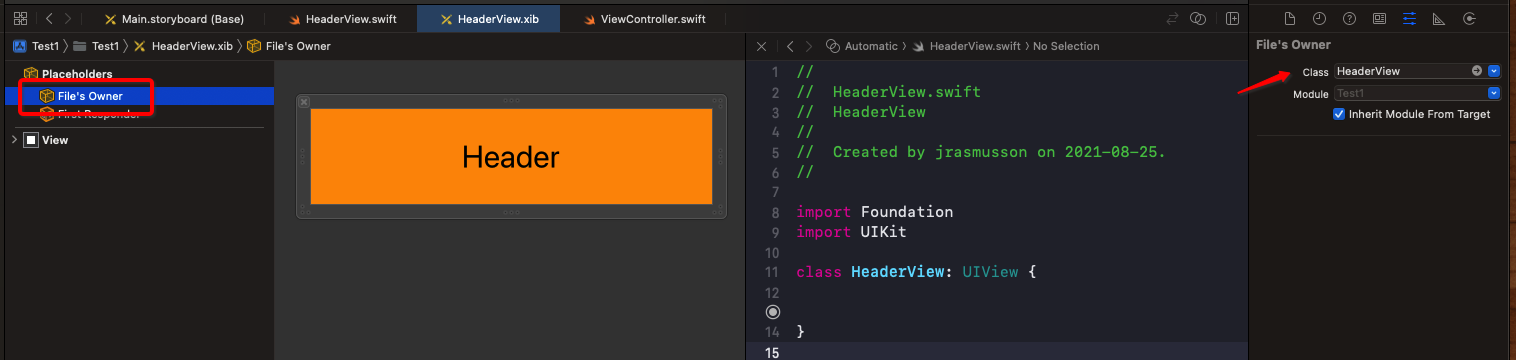 Main.storyboard (Base)
HeaderView.swift
HeaderView.xib
ViewController.swift
Test1 › Test1 › HeaderView.xib › File's Owner
Placeholders
File's Owner
First Responder
View
Header
Automatic › HeaderView.swift › No Selection
1 //
2 //  HeaderView.swift
3 //  HeaderView
4 //
5 //  Created by jrasmusson on 2021-08-25.
6 //
7
8 import Foundation
9 import UIKit
10
11 class HeaderView: UIView {
12
14 }
15
File's Owner
Class HeaderView
Module Test1
Inherit Module From Target